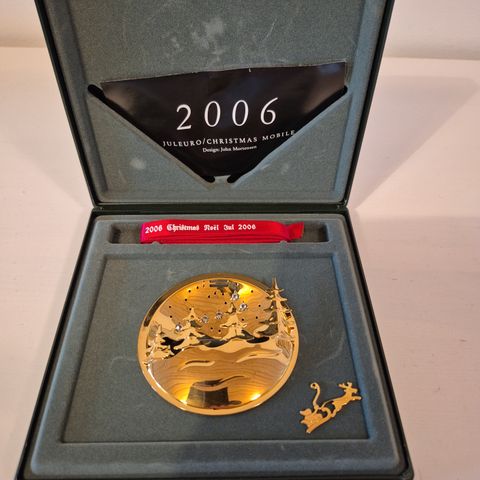 2006
JULEURO/CHRISTMAS MOBILE
Design: John Mortensen
2006 Christmas Noël Jul 2006